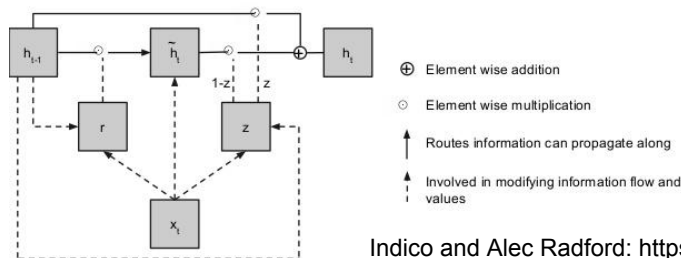 h t-1
h̃ t
h t
1-z
z
r
z
x t
Element wise addition
Element wise multiplication
Routes information can propagate along
Involved in modifying information flow and
values
Indico and Alec Radford: https